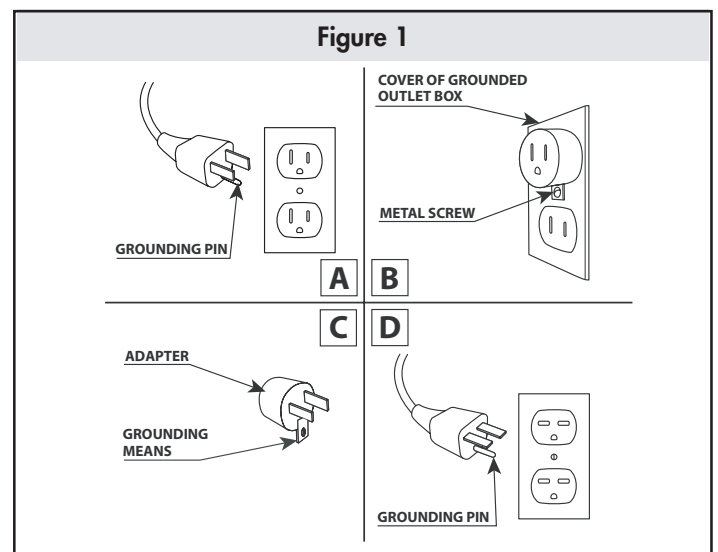 Figure 1
GROUNDING PIN
A
COVER OF GROUNDED
OUTLET BOX
METAL SCREW
B
C
ADAPTER
GROUNDING
MEANS
D
GROUNDING PIN